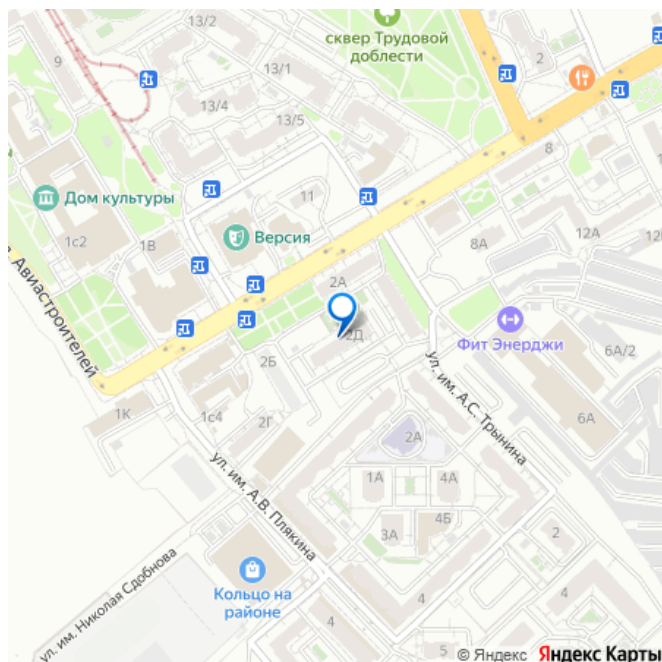 13/2
сквер Трудовой
доблести
9
2
13/1
13/4
13/5
8
11
Дом культуры
Версия
12А
1с2
1В
8А
2А
ул. Авиастроителей
2Д
Фит Энерджи
6А/2
2Б
ул. им. А.С. Трынина
1К
1с4
2Г
6А
2А
1А
4А
ул. им. А.В. Плякина
3А
4Б
2
Кольцо на
районе
ул. им. Николая Сдобнова
4
4
4
5
© Яндекс Яндекс Карты